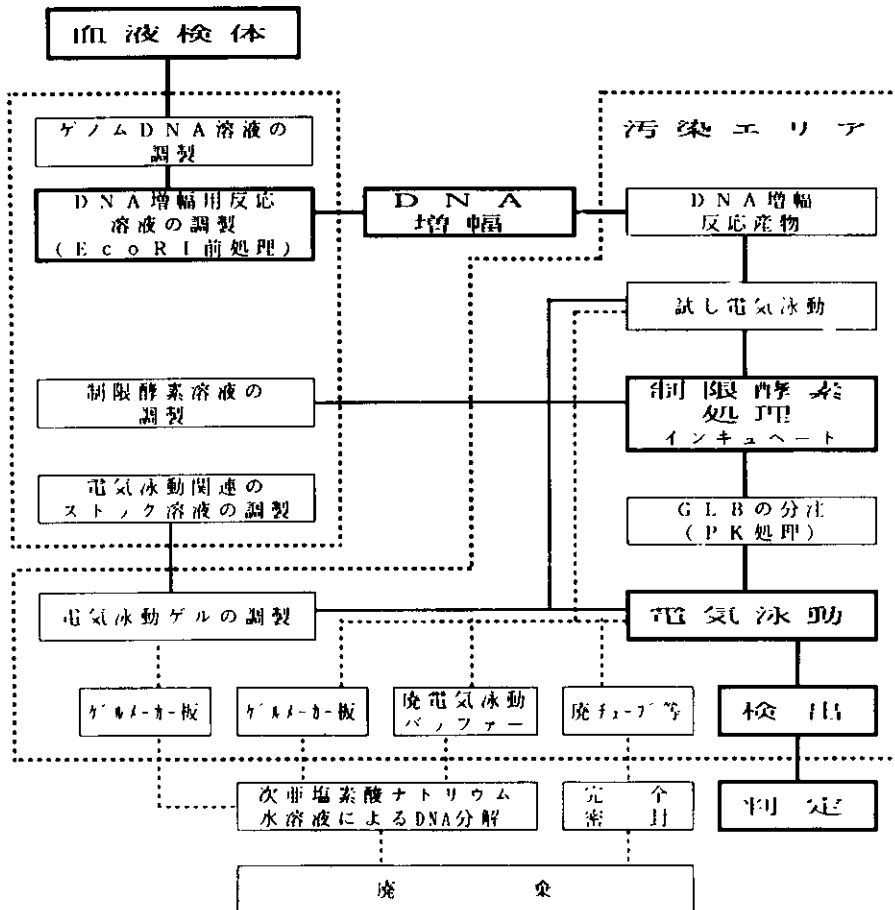 血液検体
ゲノムDNA溶液の
調製
汚染エリア
DNA増幅用反応
溶液の調製
(EcoRI前処理)
DNA
増幅
DNA増幅
反応産物
試し電気泳動
制限酵素溶液の
調製
制限酵素
処理
インキュベート
電気泳動関連の
ストック溶液の調製
GLBの分注
(PK処理)
電気泳動ゲルの調製
電気泳動
ゲルメーカー板
ゲルメーカー板
廃電気泳動
バッファー
廃チューブ等
検出
次亜塩素酸ナトリウム
水溶液によるDNA分解
完全
密封
判定
廃棄